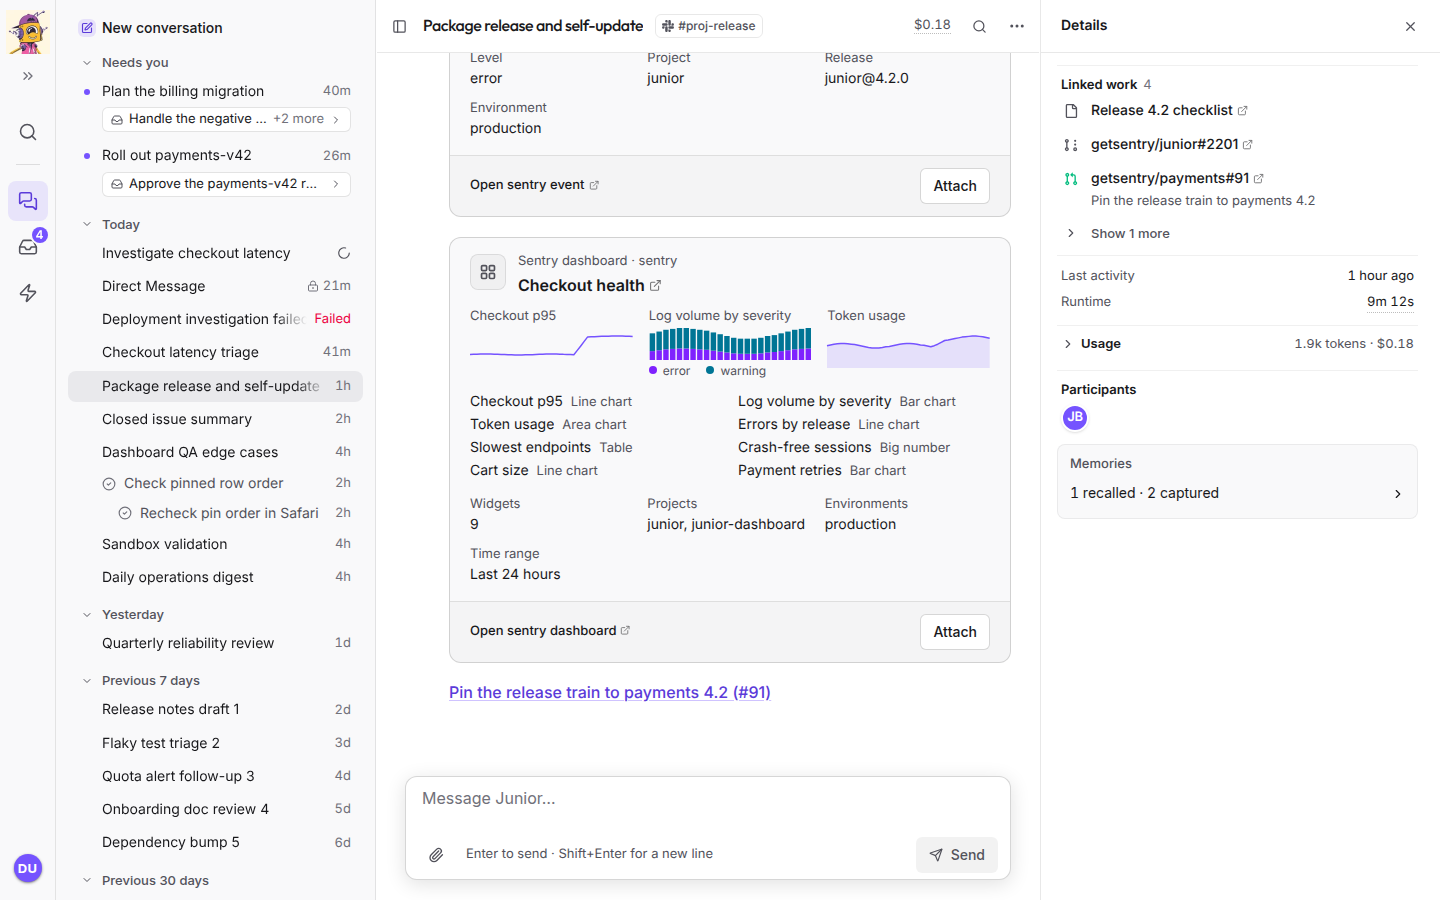 New conversation
Needs you
Plan the billing migration 40m
Handle the negative ... +2 more
Roll out payments-v42 26m
Approve the payments-v42 r...
Today
Investigate checkout latency
Direct Message 21m
Deployment investigation failed Failed
Checkout latency triage 41m
Package release and self-update 1h
Closed issue summary 2h
Dashboard QA edge cases 4h
Check pinned row order 2h
Recheck pin order in Safari 2h
Sandbox validation 4h
Daily operations digest 4h
Yesterday
Quarterly reliability review 1d
Previous 7 days
Release notes draft 1 2d
Flaky test triage 2 3d
Quota alert follow-up 3 4d
Onboarding doc review 4 5d
Dependency bump 5 6d
Previous 30 days
4
DU
Package release and self-update #proj-release $0.18
Level Project Release
error junior junior@4.2.0
Environment
production
Open sentry event Attach
Sentry dashboard · sentry
Checkout health
Checkout p95 Log volume by severity Token usage
error warning
Checkout p95 Line chart Log volume by severity Bar chart
Token usage Area chart Errors by release Line chart
Slowest endpoints Table Crash-free sessions Big number
Cart size Line chart Payment retries Bar chart
Widgets Projects Environments
9 junior, junior-dashboard production
Time range
Last 24 hours
Open sentry dashboard Attach
Pin the release train to payments 4.2 (#91)
Message Junior...
Enter to send · Shift+Enter for a new line Send
Details
Linked work 4
Release 4.2 checklist
getsentry/junior#2201
getsentry/payments#91
Pin the release train to payments 4.2
Show 1 more
Last activity 1 hour ago
Runtime 9m 12s
Usage 1.9k tokens · $0.18
Participants
JB
Memories
1 recalled · 2 captured